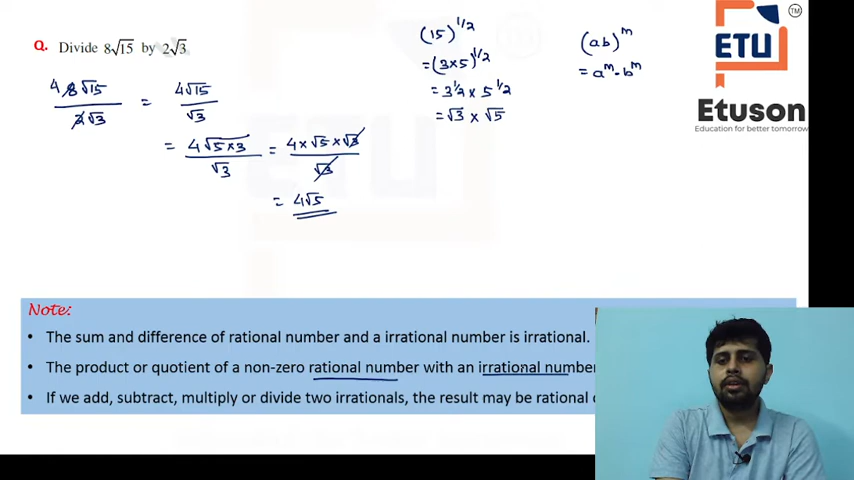 Q. Divide 8√15 by 2√3.
4 8√15 / 2√3 = 4√15 / √3
= 4√5×3 / √3 = 4×√5×√3 / √3
= 4√5
(15)^1/2
= (3×5)^1/2
= 3^1/2 × 5^1/2
= √3 × √5
(ab)^m
= a^m · b^m
TM
ETU
Etuson
Education for better tomorrow
Note:
• The sum and difference of rational number and a irrational number is irrational.
• The product or quotient of a non-zero rational number with an irrational number
• If we add, subtract, multiply or divide two irrationals, the result may be rational